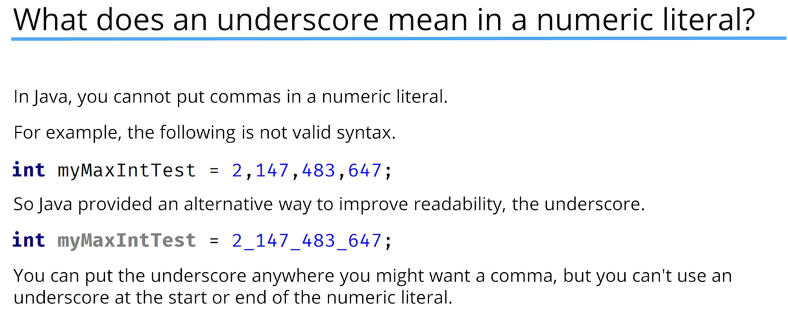 What does an underscore mean in a numeric literal?
In Java, you cannot put commas in a numeric literal.
For example, the following is not valid syntax.
int myMaxIntTest = 2,147,483,647;
So Java provided an alternative way to improve readability, the underscore.
int myMaxIntTest = 2_147_483_647;
You can put the underscore anywhere you might want a comma, but you can't use an
underscore at the start or end of the numeric literal.